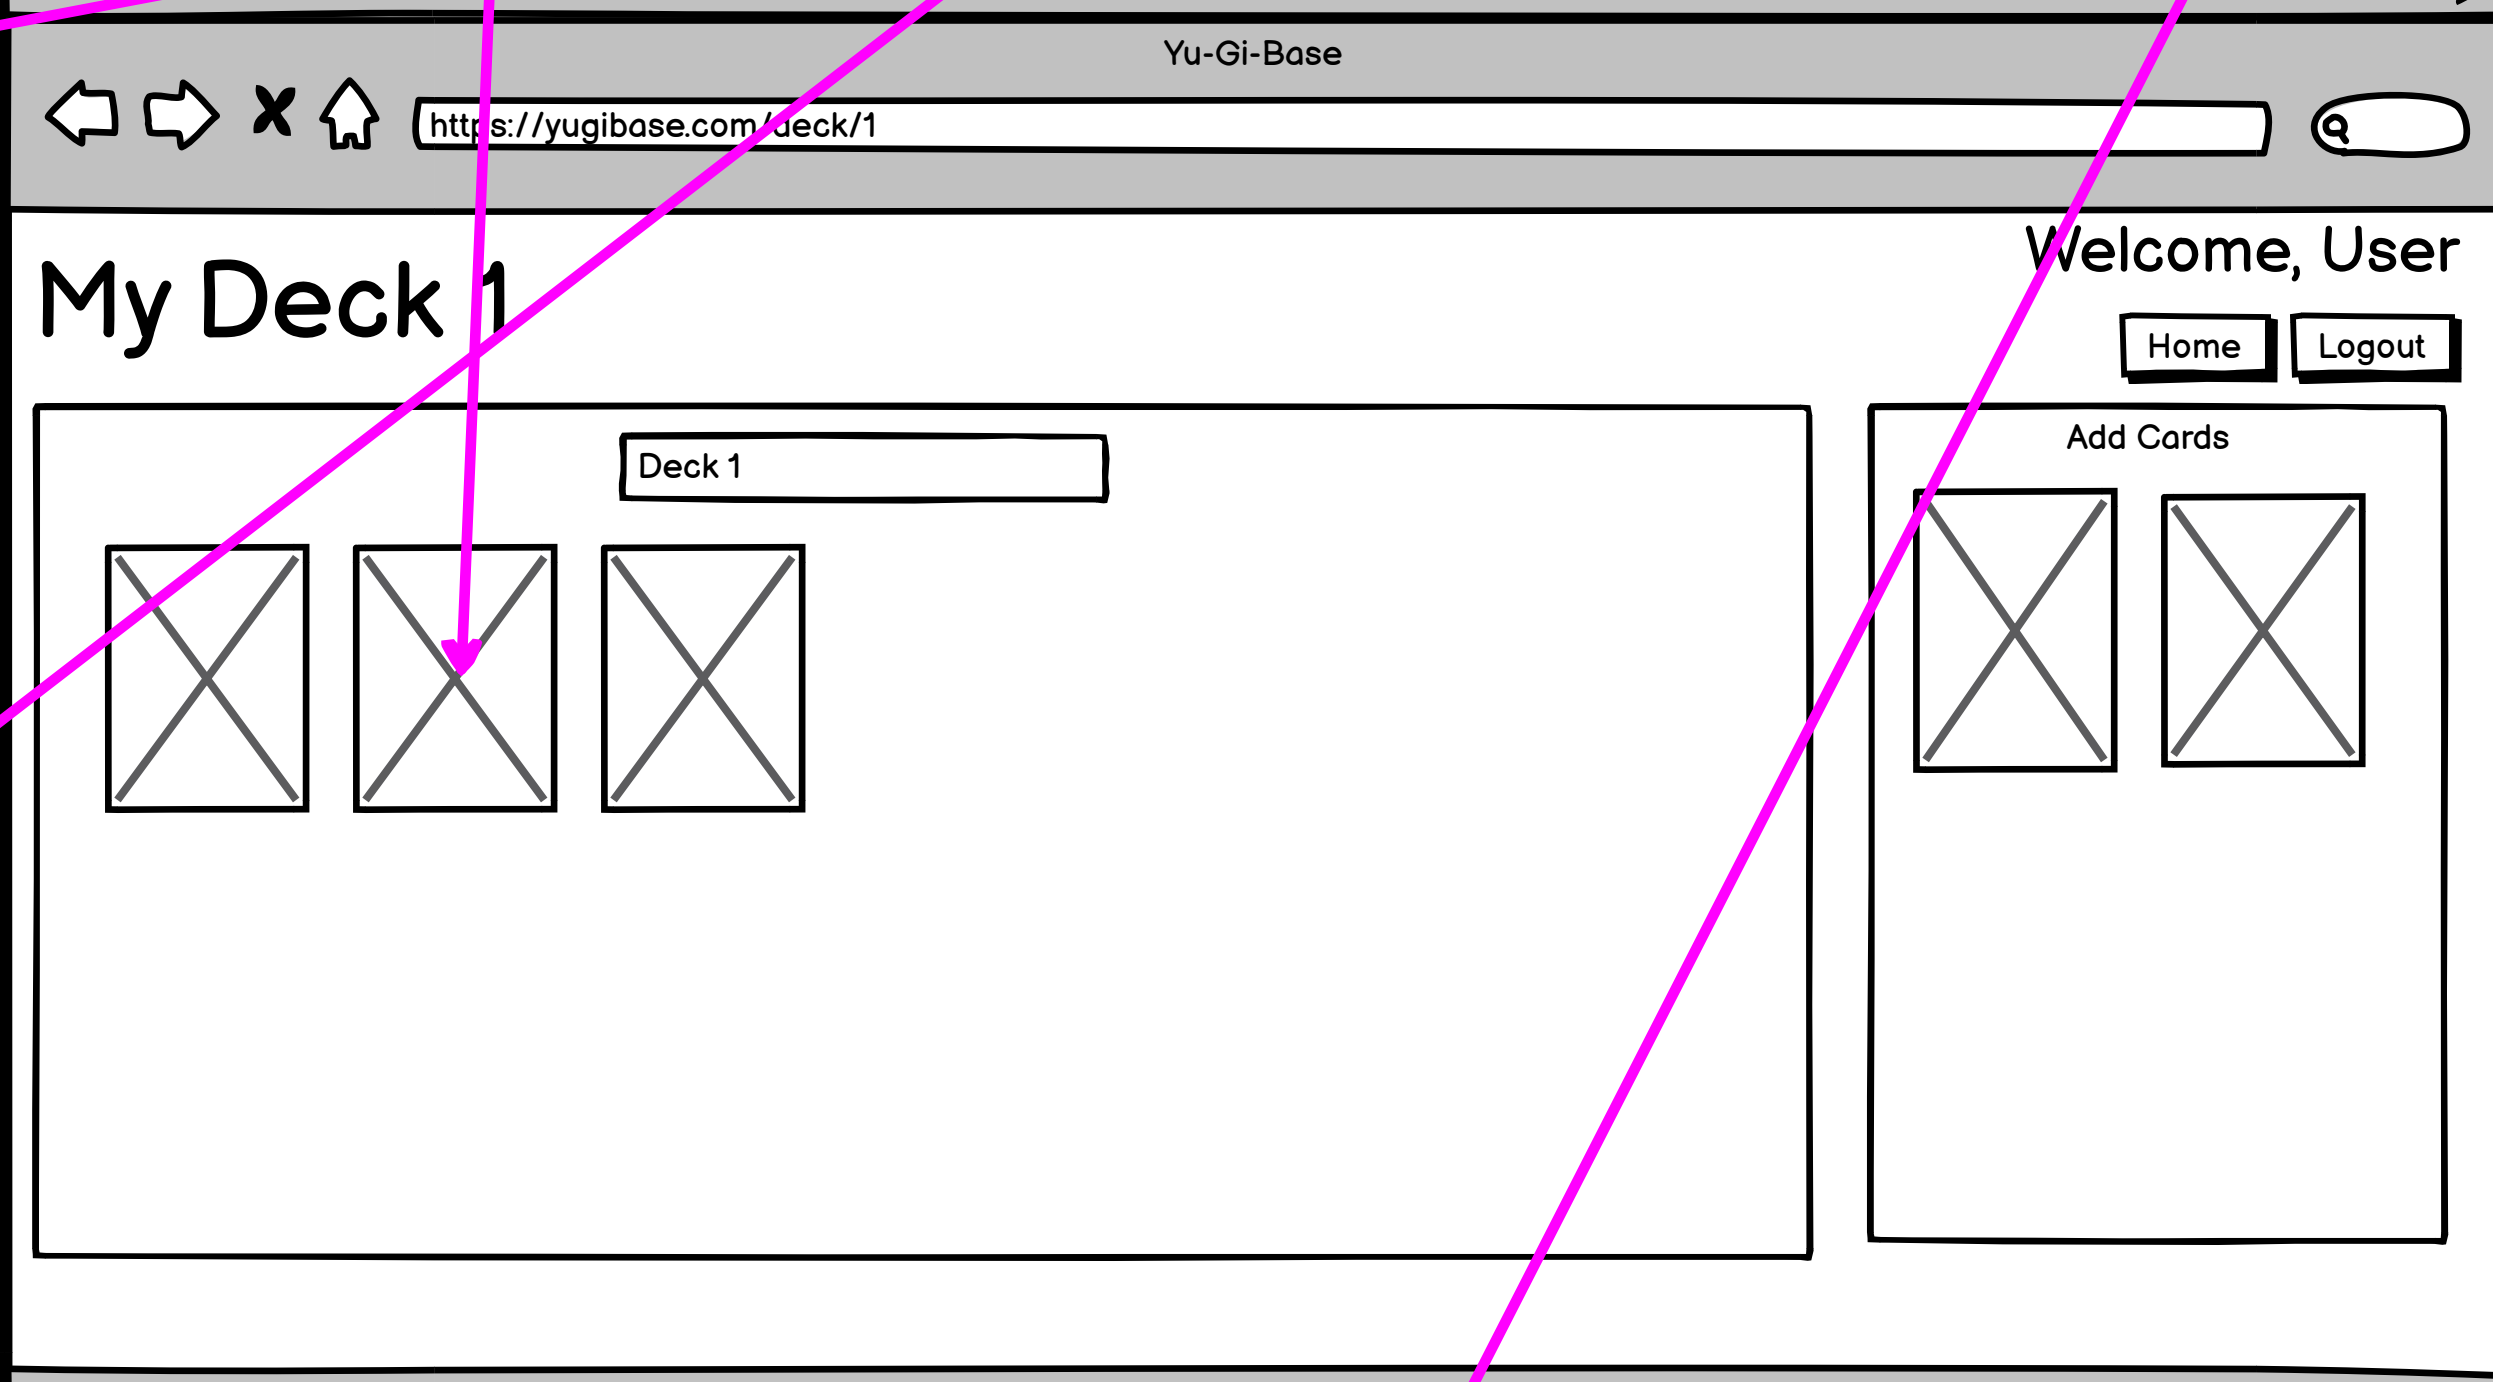 Yu-Gi-Base
https://yugibase.com/deck/1
My Deck 1
Welcome, User
Home
Logout
Deck 1
Add Cards